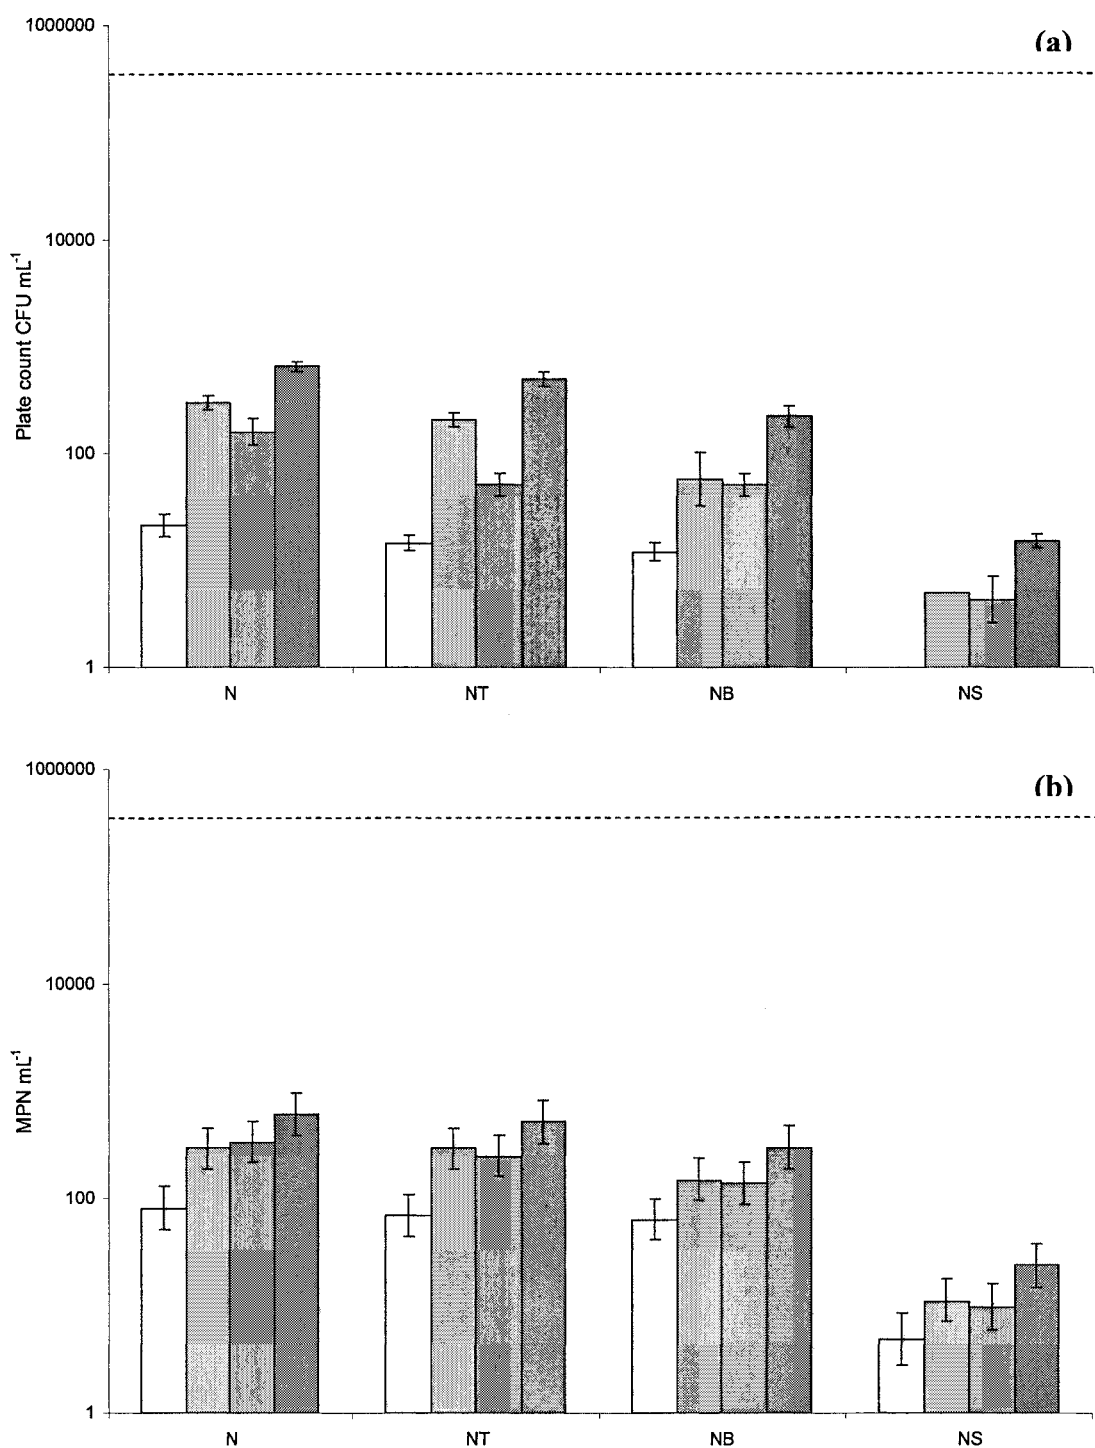 1000000
(a)
10000
Plate count CFU mL-1
100
1
N NT NB NS
1000000
(b)
10000
MPN mL-1
100
1
N NT NB NS